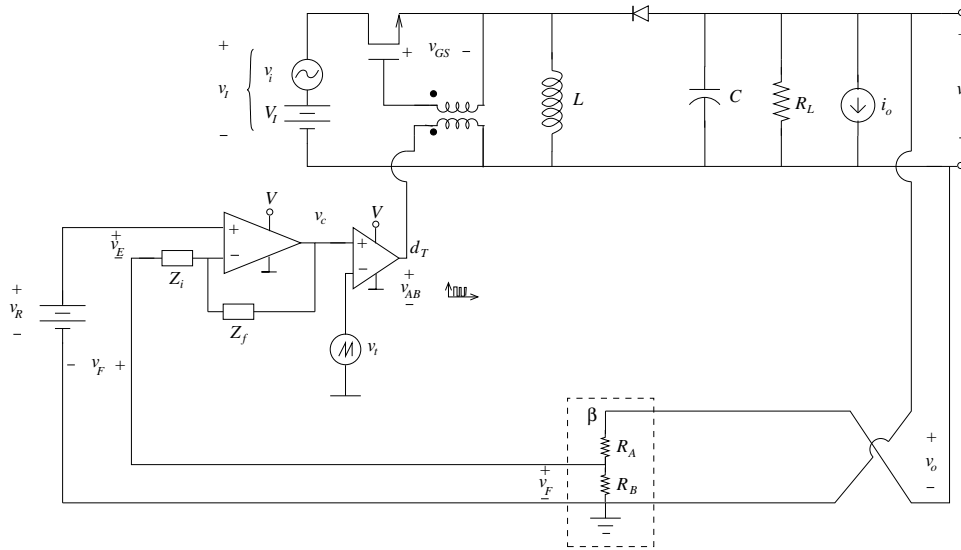 +
v_I
−
v_i
V_I
+
v_GS
−
L
C
R_L
i_o
+
v
+
V
v_c
V
+
v_E
−
Z_i
+
−
Z_f
+
−
d_T
+
v_AB
−
v_t
+
v_R
−
− v_F +
β
R_A
R_B
+
v_F
−
+
v_o
−